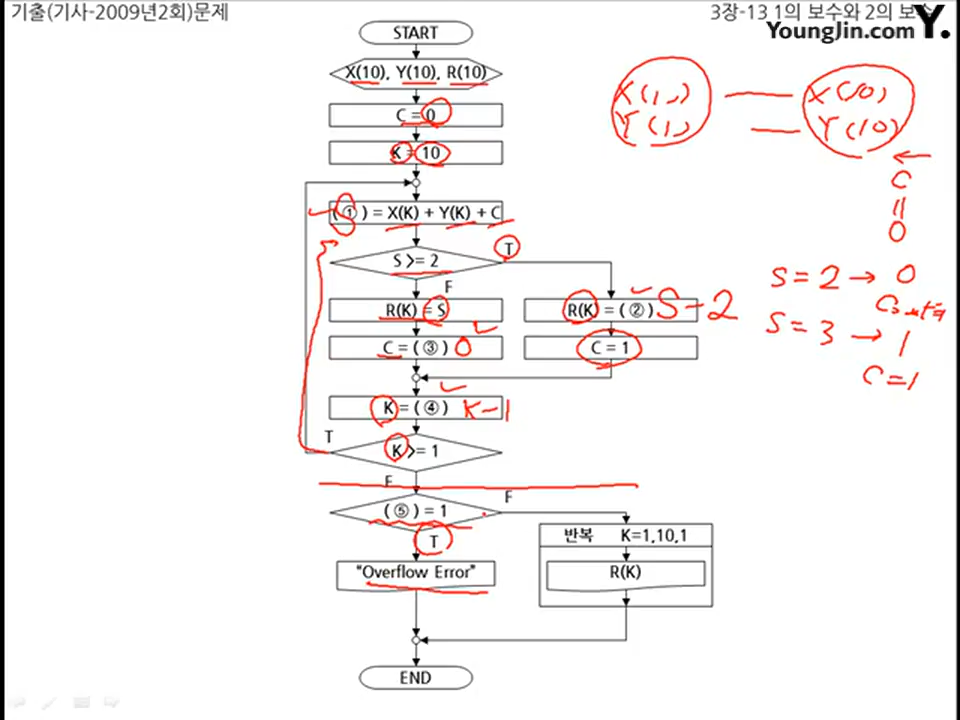 기출(기사-2009년2회)문제
3장-13 1의 보수와 2의 보수
YoungJin.com Y.
START
X(10), Y(10), R(10)
C = 0
K = 10
( ① ) = X(K) + Y(K) + C
S
S >= 2
T
F
R(K) = S
R(K) = ( ② ) S-2
C = ( ③ ) 0
C = 1
K = ( ④ ) K-1
T
K >= 1
F
( ⑤ ) = 1
F
T
"Overflow Error"
반복 K=1,10,1
R(K)
END
X(1,) — X(10)
Y(1,) — Y(10)
←
C
=
0
S=2 → 0
S=3 → 1
C=1